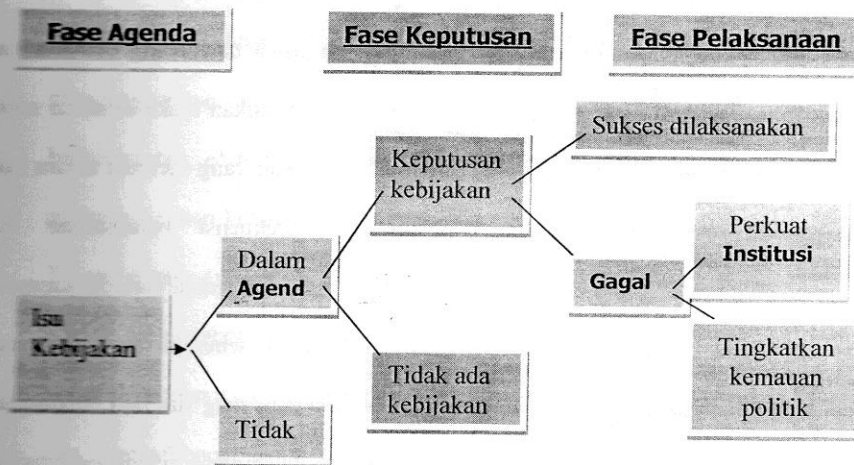 Fase Agenda
Fase Keputusan
Fase Pelaksanaan
Sukses dilaksanakan
Keputusan
kebijakan
Perkuat
Institusi
Dalam
Agend
Gagal
Isu
Kebijakan
Tingkatkan
kemauan
politik
Tidak ada
kebijakan
Tidak